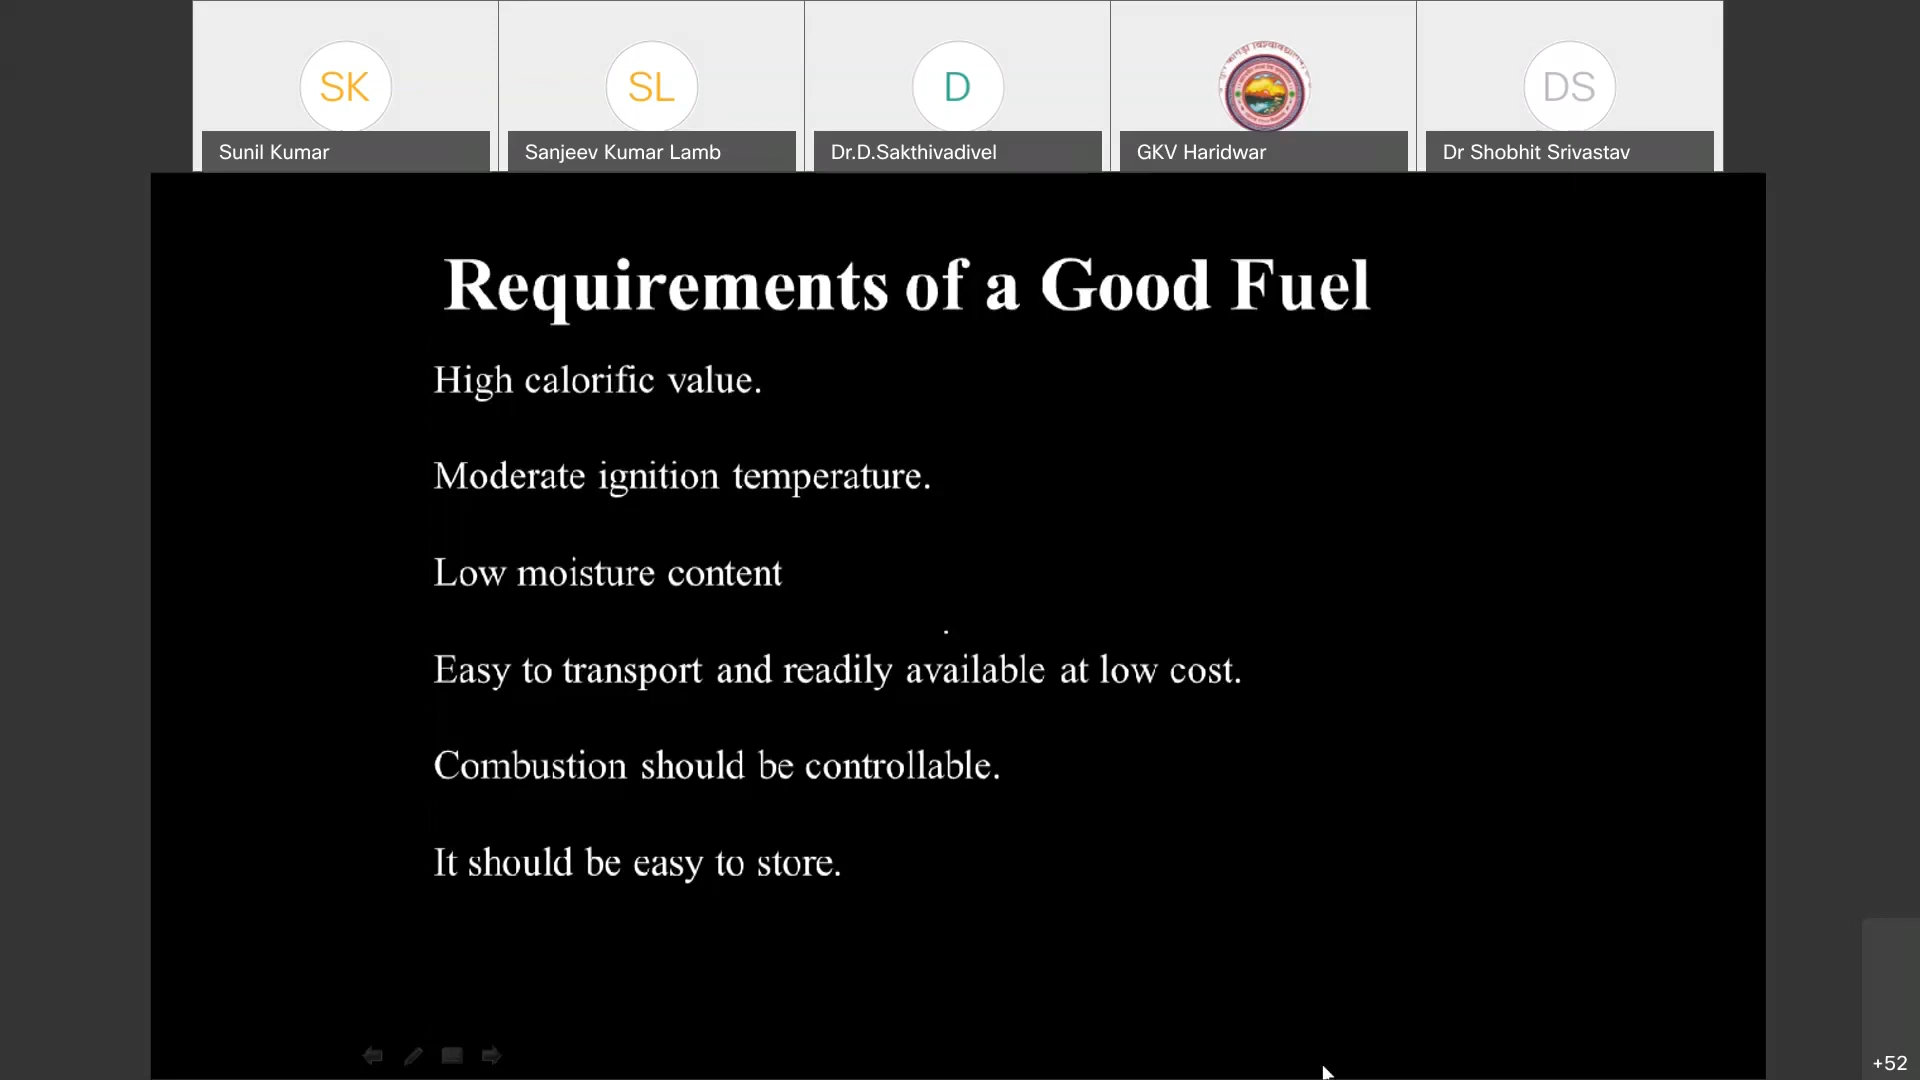 SK
SL
D
DS
Sunil Kumar
Sanjeev Kumar Lamb
Dr.D.Sakthivadivel
GKV Haridwar
Dr Shobhit Srivastav
Requirements of a Good Fuel
High calorific value.
Moderate ignition temperature.
Low moisture content
.
Easy to transport and readily available at low cost.
Combustion should be controllable.
It should be easy to store.
+52